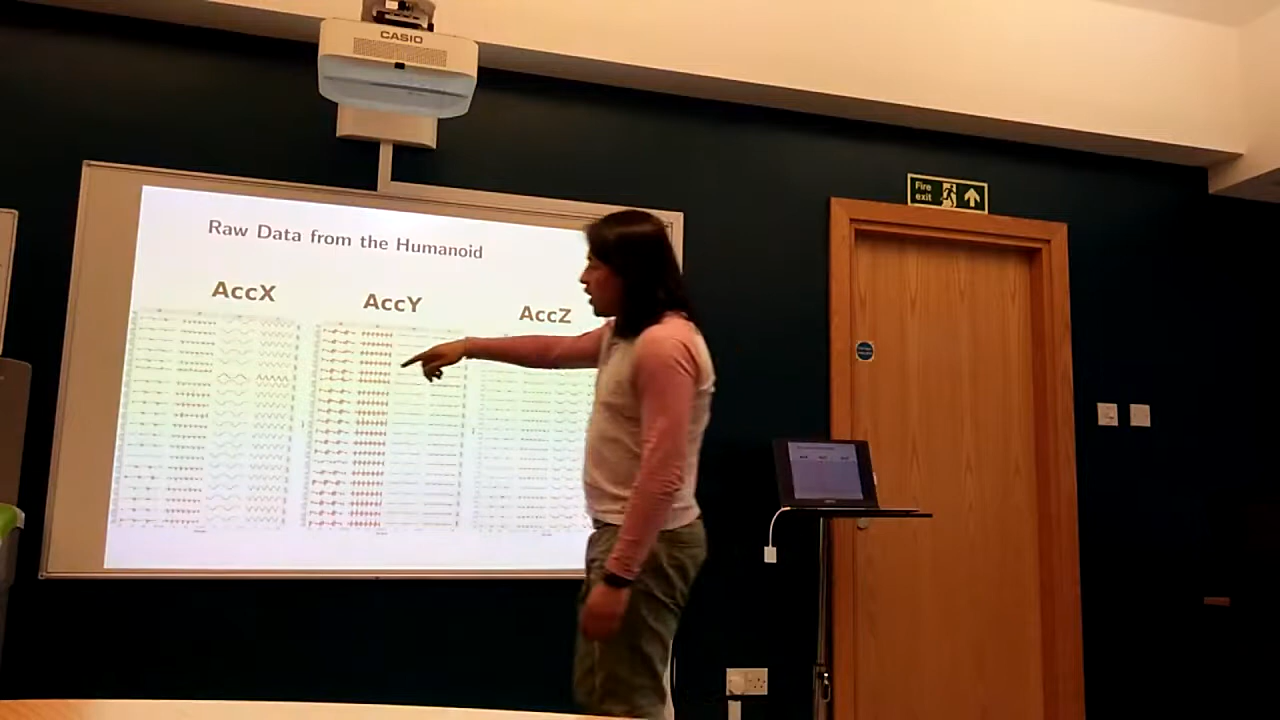 CASIO
Fire
exit
Raw Data from the Humanoid
AccX
AccY
AccZ